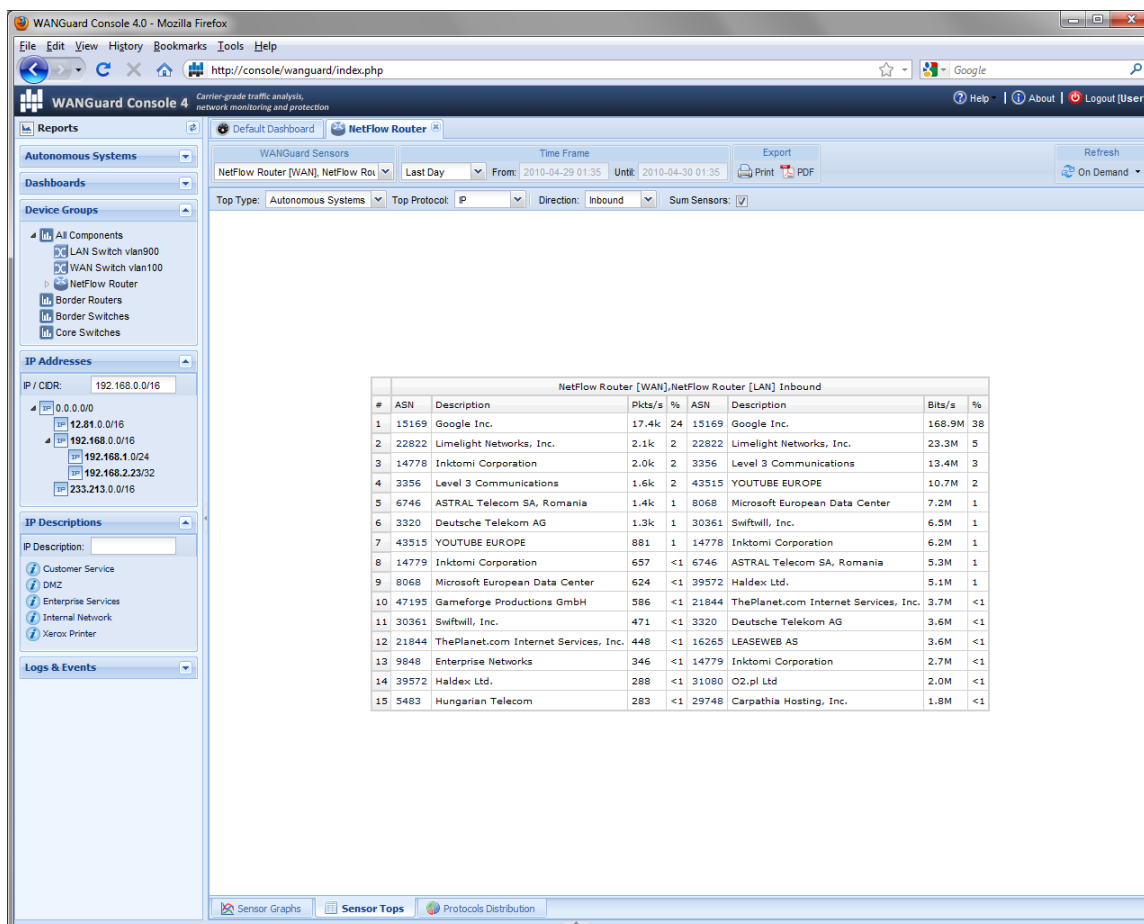 WANGuard Console 4.0 - Mozilla Firefox
File Edit View History Bookmarks Tools Help
http://console/wanguard/index.php
Google
WANGuard Console 4 Carrier-grade traffic analysis, network monitoring and protection
Help | About | Logout [User
Reports
Default Dashboard
NetFlow Router
Autonomous Systems
Dashboards
Device Groups
All Components
LAN Switch vlan900
WAN Switch vlan100
NetFlow Router
Border Routers
Border Switches
Core Switches
IP Addresses
IP / CIDR: 192.168.0.0/16
IP 0.0.0.0/0
IP 12.81.0.0/16
IP 192.168.0.0/16
IP 192.168.1.0/24
IP 192.168.2.23/32
IP 233.213.0.0/16
IP Descriptions
IP Description:
Customer Service
DMZ
Enterprise Services
Internal Network
Xerox Printer
Logs & Events
WANGuard Sensors
Time Frame
Export
Refresh
NetFlow Router [WAN], NetFlow Rou
Last Day From: 2010-04-29 01:35 Until: 2010-04-30 01:35
Print PDF
On Demand
Top Type: Autonomous Systems Top Protocol: IP Direction: Inbound Sum Sensors:
NetFlow Router [WAN],NetFlow Router [LAN] Inbound
# ASN Description Pkts/s % ASN Description Bits/s %
1 15169 Google Inc. 17.4k 24 15169 Google Inc. 168.9M 38
2 22822 Limelight Networks, Inc. 2.1k 2 22822 Limelight Networks, Inc. 23.3M 5
3 14778 Inktomi Corporation 2.0k 2 3356 Level 3 Communications 13.4M 3
4 3356 Level 3 Communications 1.6k 2 43515 YOUTUBE EUROPE 10.7M 2
5 6746 ASTRAL Telecom SA, Romania 1.4k 1 8068 Microsoft European Data Center 7.2M 1
6 3320 Deutsche Telekom AG 1.3k 1 30361 Swiftwill, Inc. 6.5M 1
7 43515 YOUTUBE EUROPE 881 1 14778 Inktomi Corporation 6.2M 1
8 14779 Inktomi Corporation 657 <1 6746 ASTRAL Telecom SA, Romania 5.3M 1
9 8068 Microsoft European Data Center 624 <1 39572 Haldex Ltd. 5.1M 1
10 47195 Gameforge Productions GmbH 586 <1 21844 ThePlanet.com Internet Services, Inc. 3.7M <1
11 30361 Swiftwill, Inc. 471 <1 3320 Deutsche Telekom AG 3.6M <1
12 21844 ThePlanet.com Internet Services, Inc. 448 <1 16265 LEASEWEB AS 3.6M <1
13 9848 Enterprise Networks 346 <1 14779 Inktomi Corporation 2.7M <1
14 39572 Haldex Ltd. 288 <1 31080 O2.pl Ltd 2.0M <1
15 5483 Hungarian Telecom 283 <1 29748 Carpathia Hosting, Inc. 1.8M <1
Sensor Graphs
Sensor Tops
Protocols Distribution